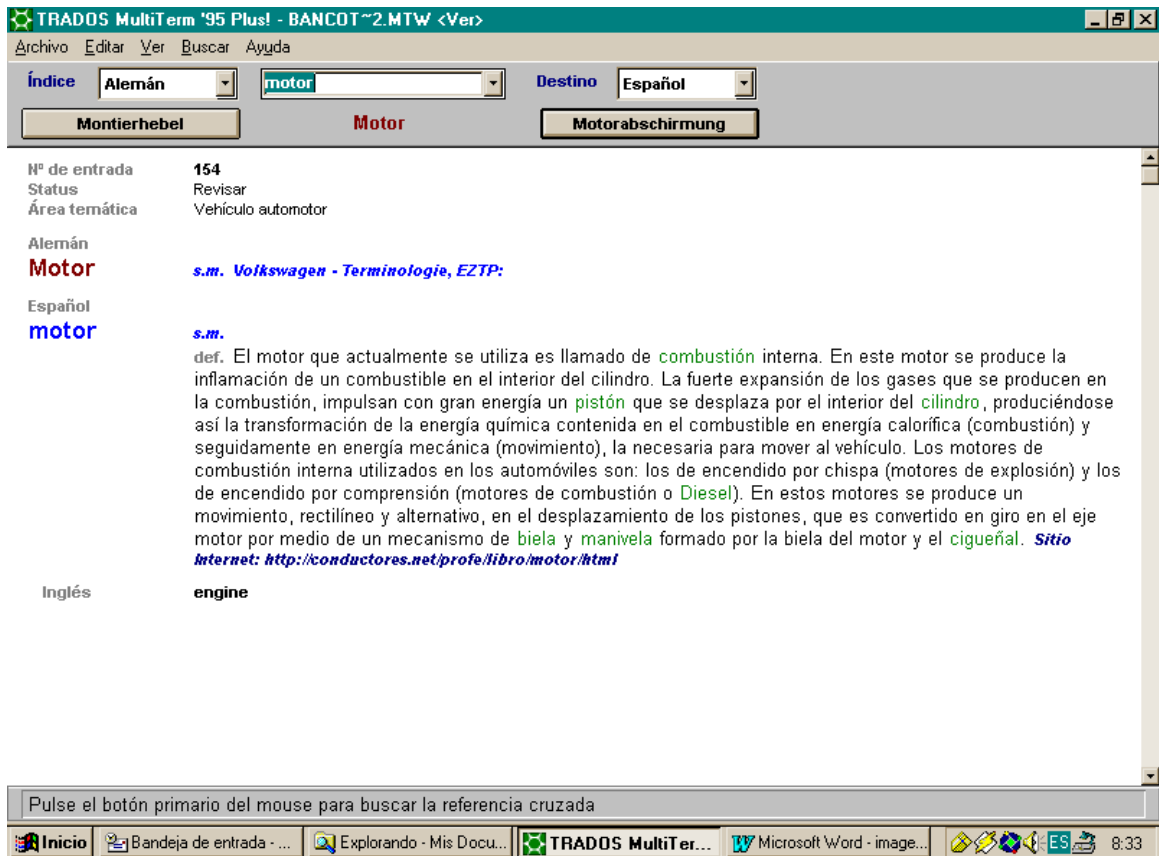 TRADOS MultiTerm '95 Plus! - BANCOT~2.MTW <Ver>
Archivo Editar Ver Buscar Ayuda
Índice Alemán motor Destino Español
Montierhebel Motor Motorabschirmung
Nº de entrada 154
Status Revisar
Área temática Vehículo automotor
Alemán
Motor s.m. Volkswagen - Terminologie, EZTP:
Español
motor s.m.
def. El motor que actualmente se utiliza es llamado de combustión interna. En este motor se produce la
inflamación de un combustible en el interior del cilindro. La fuerte expansión de los gases que se producen en
la combustión, impulsan con gran energía un pistón que se desplaza por el interior del cilindro, produciéndose
así la transformación de la energía química contenida en el combustible en energía calorífica (combustión) y
seguidamente en energía mecánica (movimiento), la necesaria para mover al vehículo. Los motores de
combustión interna utilizados en los automóviles son: los de encendido por chispa (motores de explosión) y los
de encendido por comprensión (motores de combustión o Diesel). En estos motores se produce un
movimiento, rectilíneo y alternativo, en el desplazamiento de los pistones, que es convertido en giro en el eje
motor por medio de un mecanismo de biela y manivela formado por la biela del motor y el cigueñal. Sitio
Internet: http://conductores.net/profe/libro/motor/html
Inglés engine
Pulse el botón primario del mouse para buscar la referencia cruzada
Inicio Bandeja de entrada - ... Explorando - Mis Docu... TRADOS MultiTer... Microsoft Word - image... ES 8:33